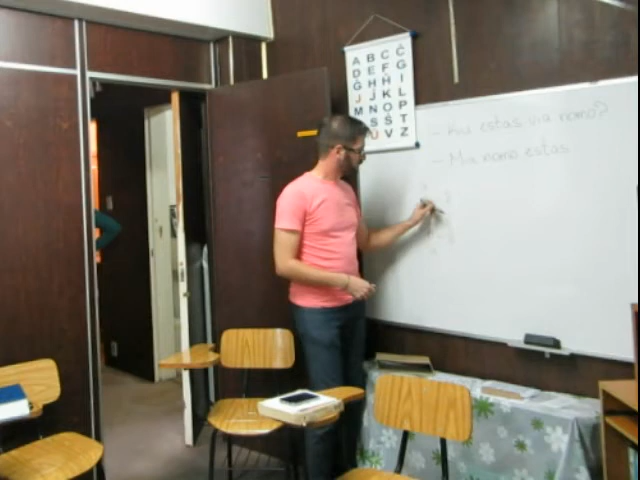 A B C Ĉ
D E F G
Ĝ H Ĥ I
J Ĵ K L
M N O P
S Ŝ T
Ŭ V Z
- Kiu estas via nomo?
- Mia nomo estas